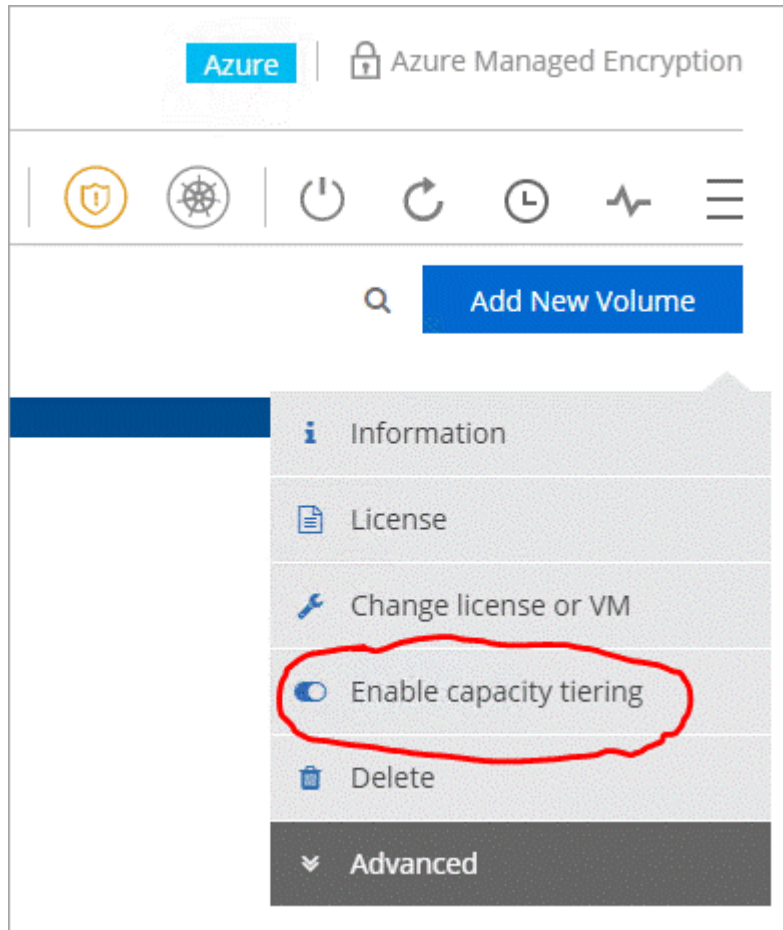 Azure
Azure Managed Encryption
Add New Volume
Information
License
Change license or VM
Enable capacity tiering
Delete
Advanced